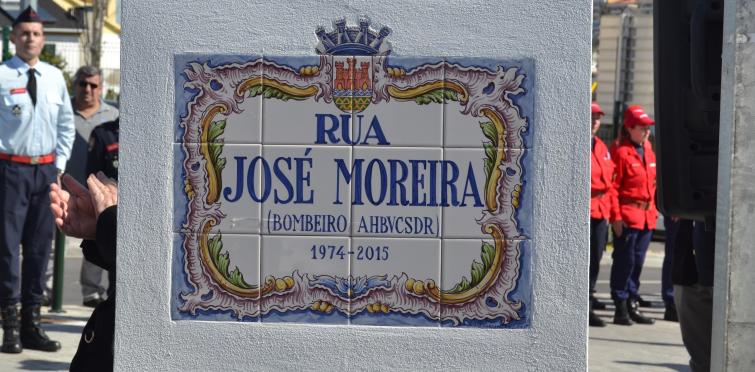 RUA
JOSÉ MOREIRA
(BOMBEIRO AHBVCSDR)
1974-2015